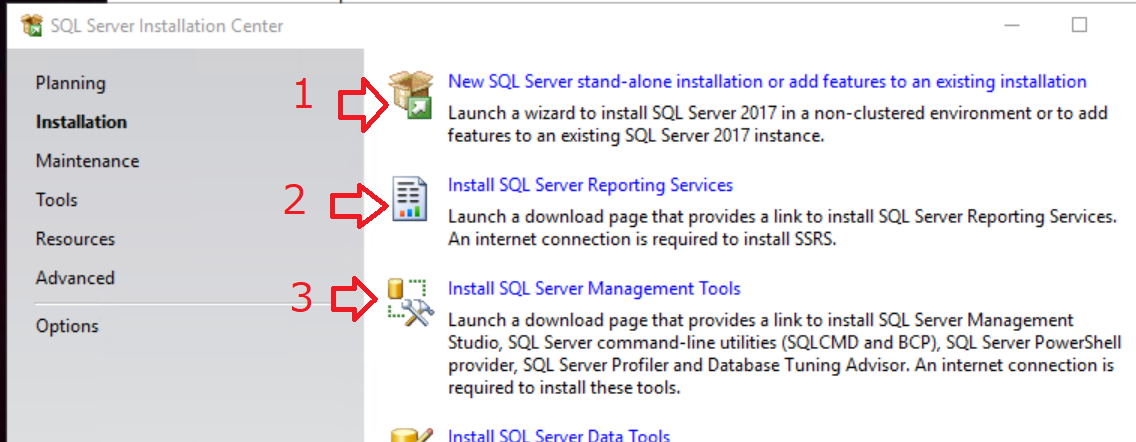 SQL Server Installation Center
Planning
Installation
Maintenance
Tools
Resources
Advanced
Options
1
New SQL Server stand-alone installation or add features to an existing installation
Launch a wizard to install SQL Server 2017 in a non-clustered environment or to add
features to an existing SQL Server 2017 instance.
2
Install SQL Server Reporting Services
Launch a download page that provides a link to install SQL Server Reporting Services.
An internet connection is required to install SSRS.
3
Install SQL Server Management Tools
Launch a download page that provides a link to install SQL Server Management
Studio, SQL Server command-line utilities (SQLCMD and BCP), SQL Server PowerShell
provider, SQL Server Profiler and Database Tuning Advisor. An internet connection is
required to install these tools.
Install SQL Server Data Tools